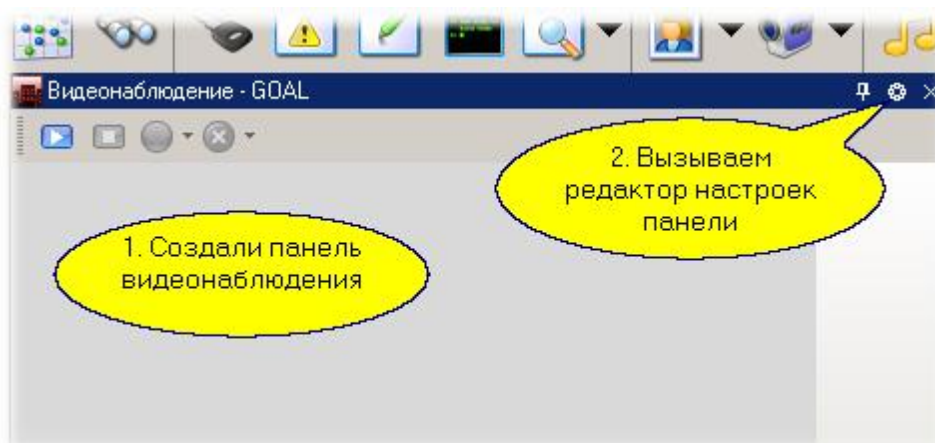 Видеонаблюдение - GOAL
2. Вызываем
редактор настроек
панели
1. Создали панель
видеонаблюдения